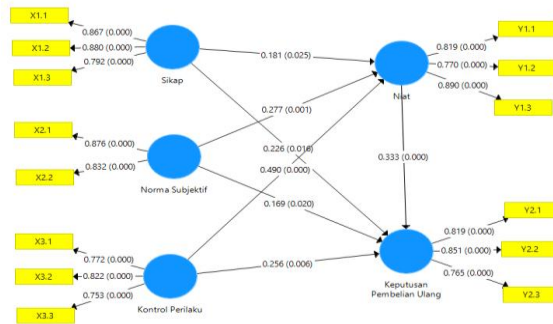 X1.1
0.867 (0.000)
X1.2
0.880 (0.000)
0.792 (0.000)
X1.3
Sikap
0.181 (0.025)
Y1.1
0.819 (0.000)
0.770 (0.000)
Y1.2
0.890 (0.000)
Niat
Y1.3
0.277 (0.001)
X2.1
0.876 (0.000)
0.832 (0.000)
X2.2
Norma Subjektif
0.226 (0.016)
0.490 (0.000)
0.333 (0.000)
0.169 (0.020)
Y2.1
0.819 (0.000)
0.851 (0.000)
Y2.2
0.765 (0.000)
Y2.3
Keputusan
Pembelian Ulang
X3.1
0.772 (0.000)
X3.2
0.822 (0.000)
0.753 (0.000)
X3.3
Kontrol Perilaku
0.256 (0.006)